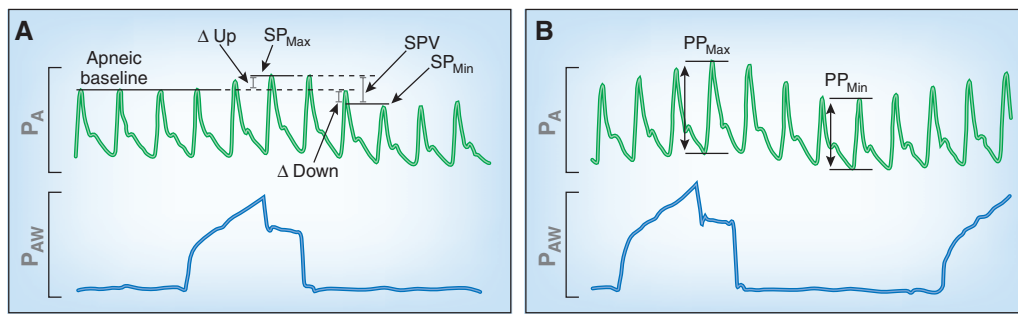 A
Δ Up
SP Max
SPV
SP Min
Apneic
baseline
Δ Down
P A
P AW
B
PP Max
PP Min
P A
P AW